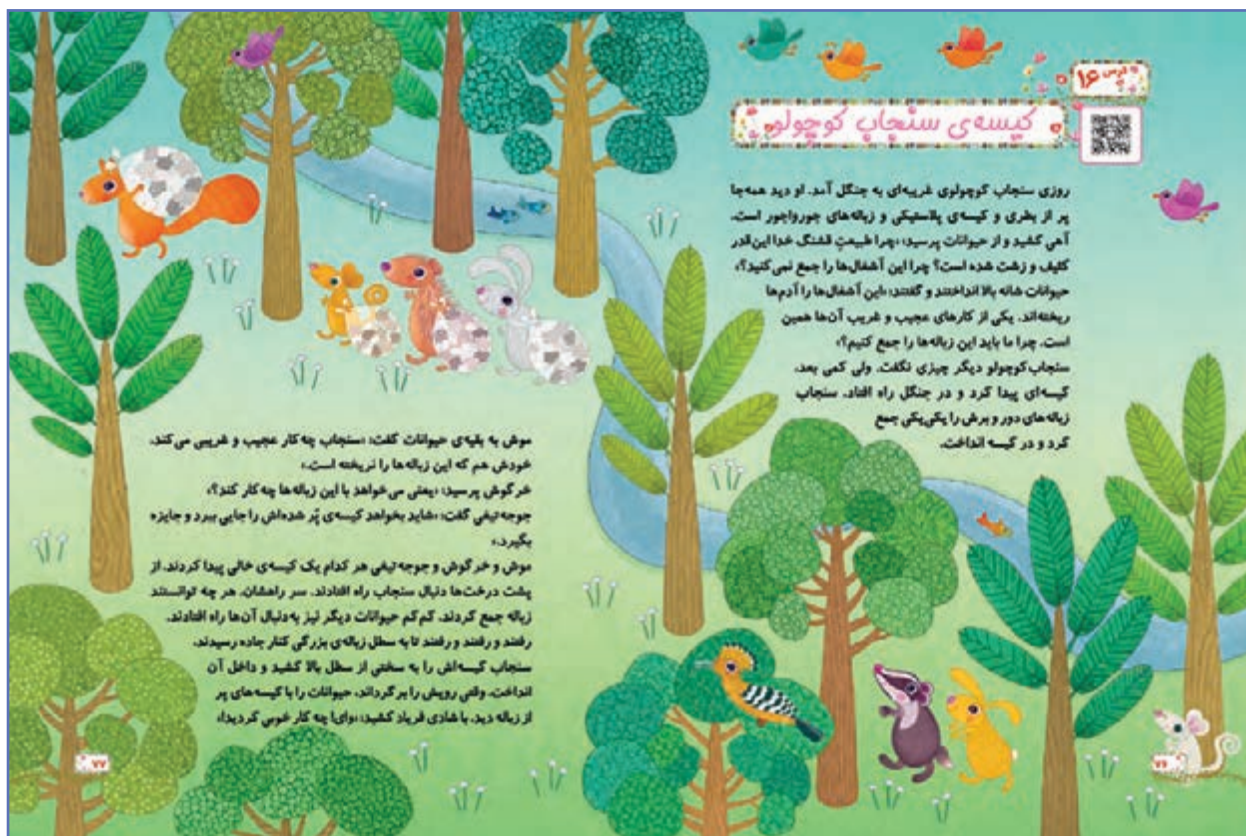 درس ۱۶
کیسه‌ی سنجاب کوچولو
روزی سنجاب کوچولوی غریبه‌ای به جنگل آمد. او دید همه‌جا
پر از بطری و کیسه‌ی پلاستیکی و زباله‌های جورواجور است.
آهی کشید و از حیوانات پرسید: «چرا طبیعتِ قشنگ خدا این‌قدر
کثیف و زشت شده است؟ چرا این آشغال‌ها را جمع نمی‌کنید؟»
حیوانات شانه بالا انداختند و گفتند: «این آشغال‌ها را آدم‌ها
ریخته‌اند. یکی از کارهای عجیب و غریب آن‌ها همین
است. چرا ما باید این زباله‌ها را جمع کنیم؟»
سنجاب‌کوچولو دیگر چیزی نگفت. ولی کمی بعد،
کیسه‌ای پیدا کرد و در جنگل راه افتاد. سنجاب
زباله‌های دور و برش را یکی‌یکی جمع
کرد و در کیسه انداخت.
۷۶
موش به بقیه‌ی حیوانات گفت: «سنجاب چه‌کار عجیب و غریبی می‌کند.
خودش هم که این زباله‌ها را نریخته است.»
خرگوش پرسید: «یعنی می‌خواهد با این زباله‌ها چه‌کار کند؟»
جوجه‌تیغی گفت: «شاید بخواهد کیسه‌ی پُر شده‌اش را جایی ببرد و جایزه
بگیرد.»
موش و خرگوش و جوجه‌تیغی هر کدام یک کیسه‌ی خالی پیدا کردند. از
پشت درخت‌ها دنبال سنجاب راه افتادند. سر راهشان، هر چه توانستند
زباله جمع کردند. کم‌کم حیوانات دیگر نیز به‌دنبال آن‌ها راه افتادند.
رفتند و رفتند و رفتند تا به سطل زباله‌ی بزرگی کنار جاده رسیدند.
سنجاب کیسه‌اش را به سختی از سطل بالا کشید و داخل آن
انداخت. وقتی رویش را برگرداند، حیوانات را با کیسه‌های پر
از زباله دید. با شادی فریاد کشید: «وای! چه کار خوبی کردید!»
۷۷